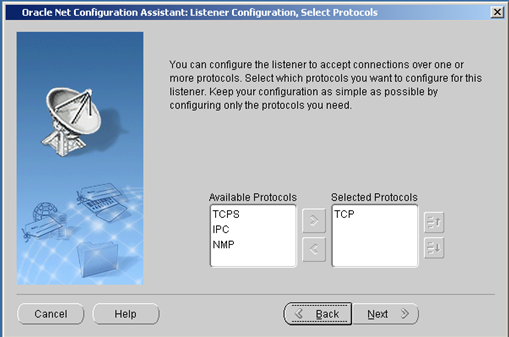 Oracle Net Configuration Assistant: Listener Configuration, Select Protocols
You can configure the listener to accept connections over one or
more protocols. Select which protocols you want to configure for this
listener. Keep your configuration as simple as possible by
configuring only the protocols you need.
Available Protocols
TCPS
IPC
NMP
Selected Protocols
TCP
Cancel
Help
Back
Next